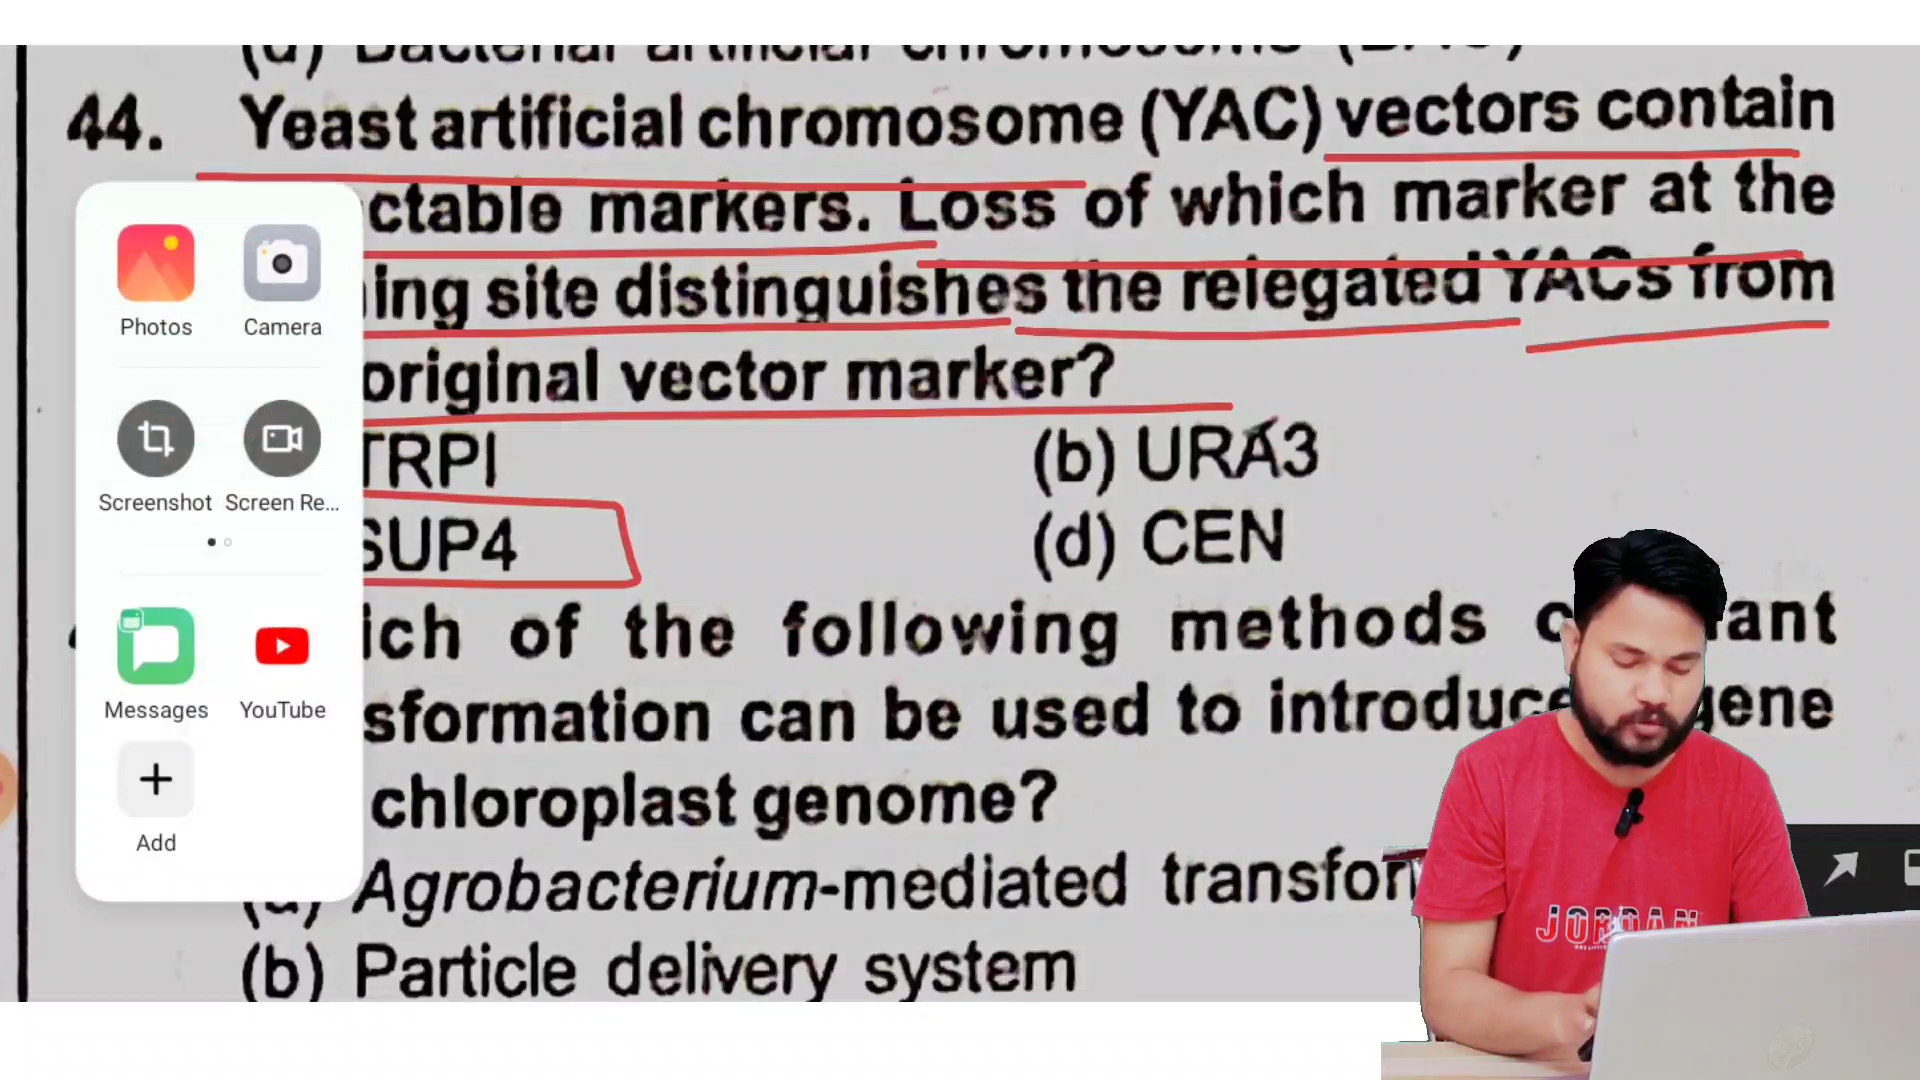 44. Yeast artificial chromosome (YAC) vectors contain
ctable markers. Loss of which marker at the
ing site distinguishes the relegated YACs from
original vector marker?
TRPI (b) URA3
SUP4 (d) CEN
ich of the following methods
sformation can be used to introduce gene
chloroplast genome?
Agrobacterium-mediated transfor
(b) Particle delivery system
Photos Camera
Screenshot Screen Re...
Messages YouTube
Add
JORDAN